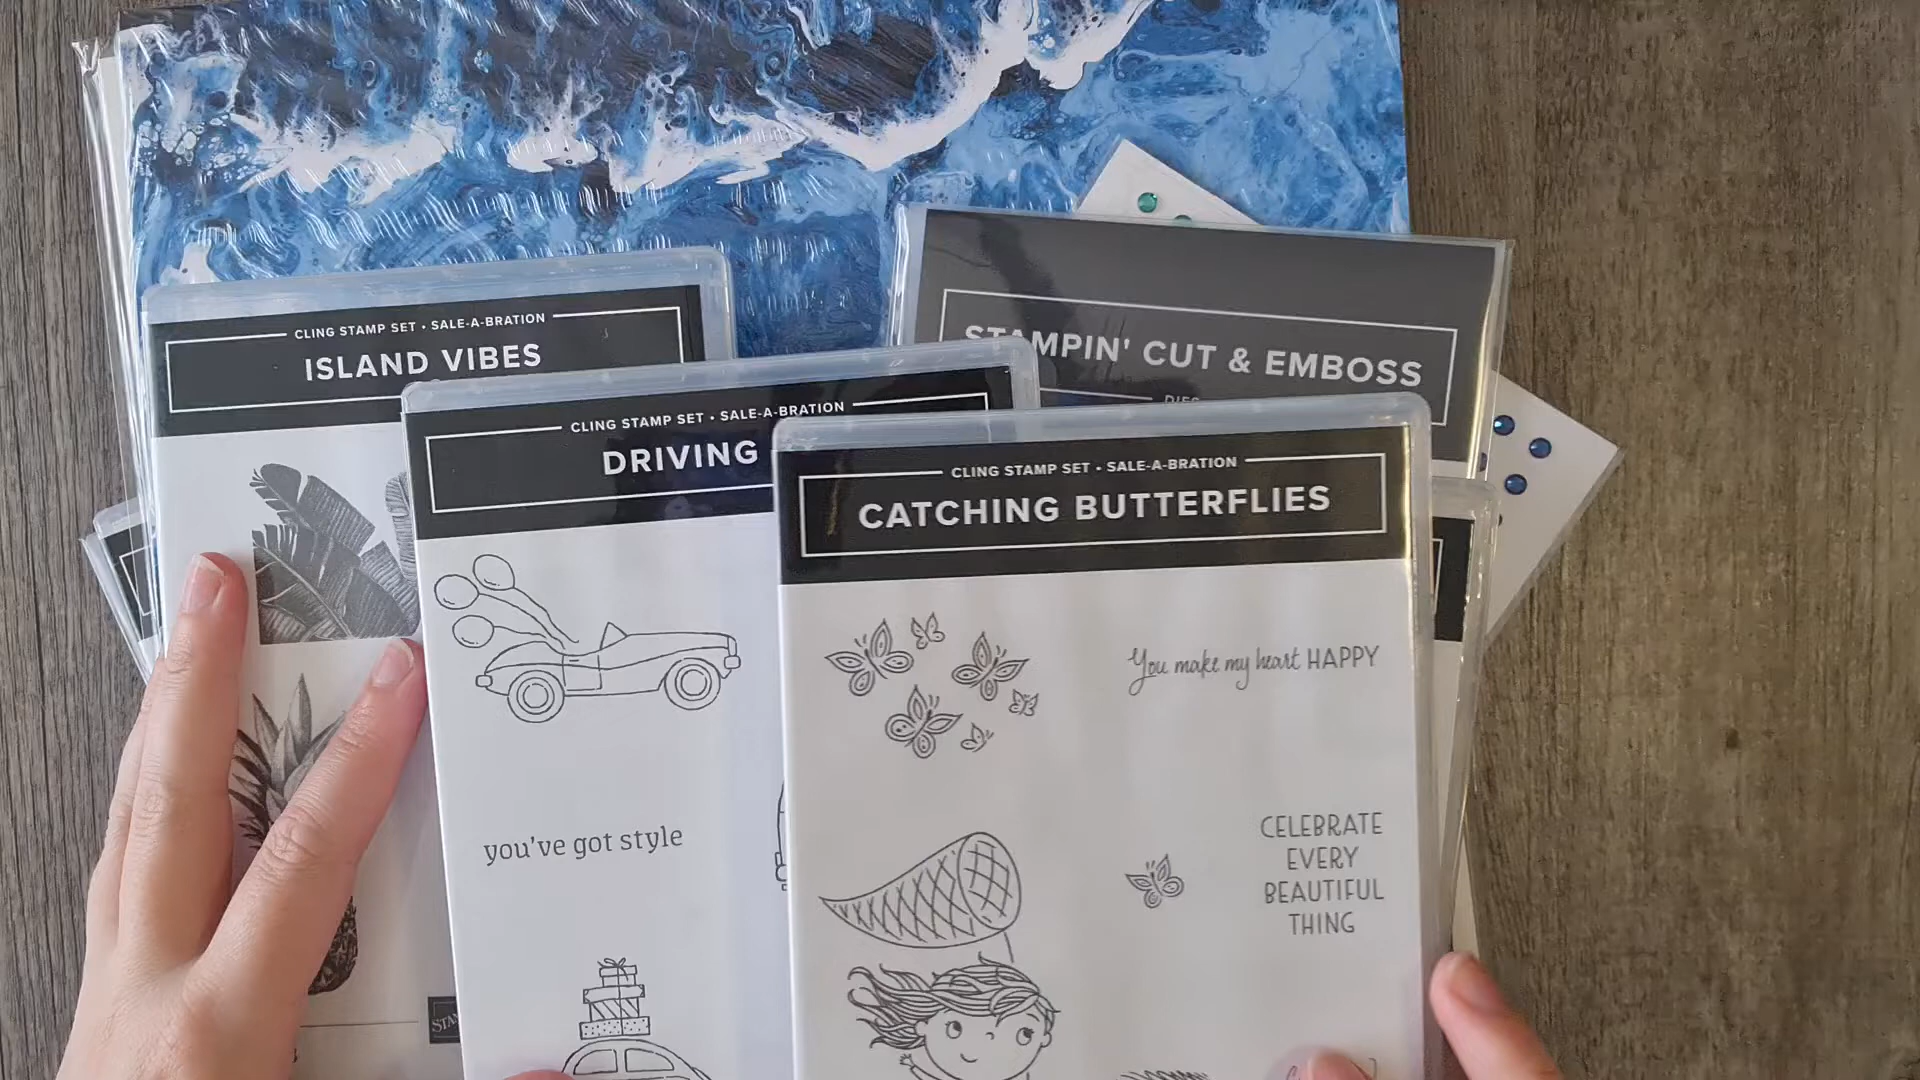 CLING STAMP SET • SALE-A-BRATION
ISLAND VIBES
STAMPIN' CUT & EMBOSS
CLING STAMP SET • SALE-A-BRATION
DRIVING
CLING STAMP SET • SALE-A-BRATION
CATCHING BUTTERFLIES
You make my heart HAPPY
you've got style
CELEBRATE
EVERY
BEAUTIFUL
THING